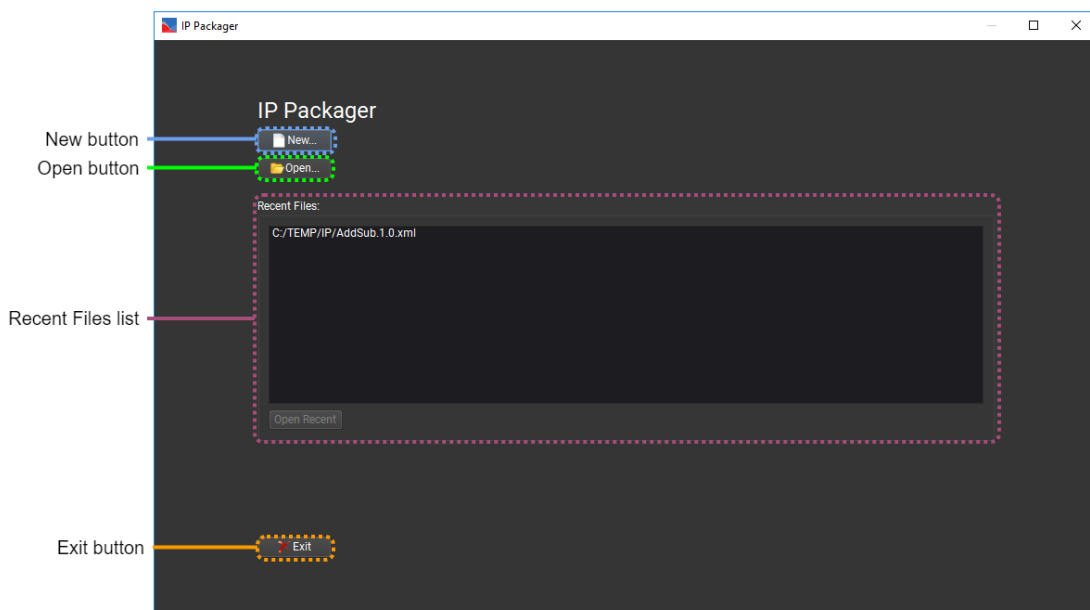 IP Packager
IP Packager
New button
New...
Open button
Open...
Recent Files:
C:/TEMP/IP/AddSub.1.0.xml
Recent Files list
Open Recent
Exit button
Exit